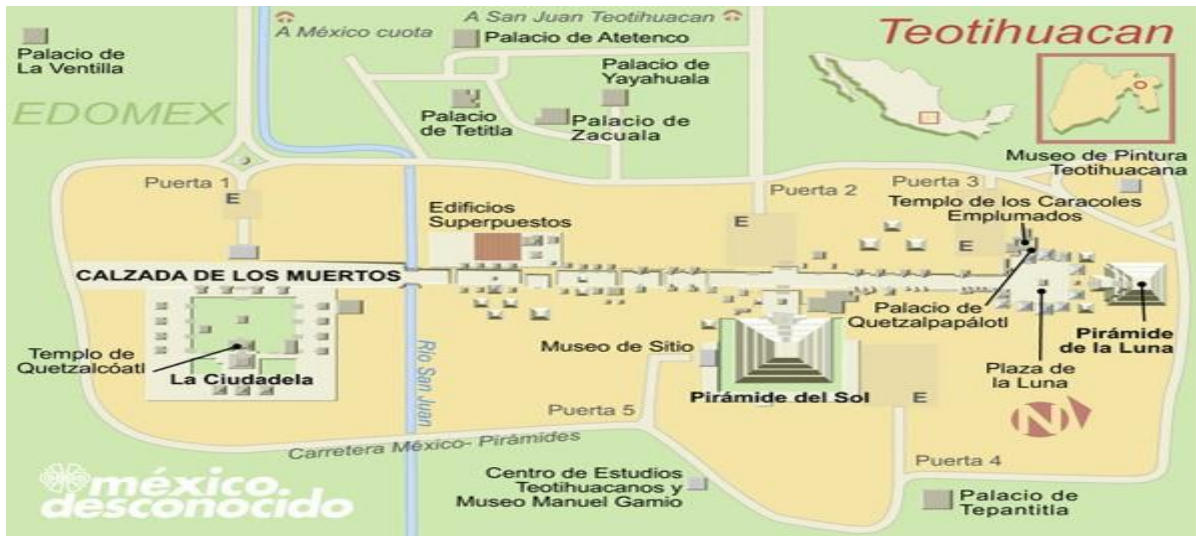 Teotihuacan
A San Juan Teotihuacan
A México cuota
Palacio de
La Ventilla
EDOMEX
Palacio de Atetenco
Palacio de
Yayahuala
Palacio
de Tetitla
Palacio de
Zacuala
Museo de Pintura
Teotihuacana
Puerta 1
E
Puerta 2
E
Puerta 3
E
Templo de los Caracoles
Emplumados
Edificios
Superpuestos
CALZADA DE LOS MUERTOS
Palacio de
Quetzalpapálotl
Pirámide
de la Luna
Plaza de
la Luna
Templo de
Quetzalcóatl
La Ciudadela
Río San Juan
Museo de Sitio
Pirámide del Sol
E
Puerta 5
Carretera México- Pirámides
N
Puerta 4
Centro de Estudios
Teotihuacanos y
Museo Manuel Gamio
Palacio de
Tepantitla
méxico
desconocido